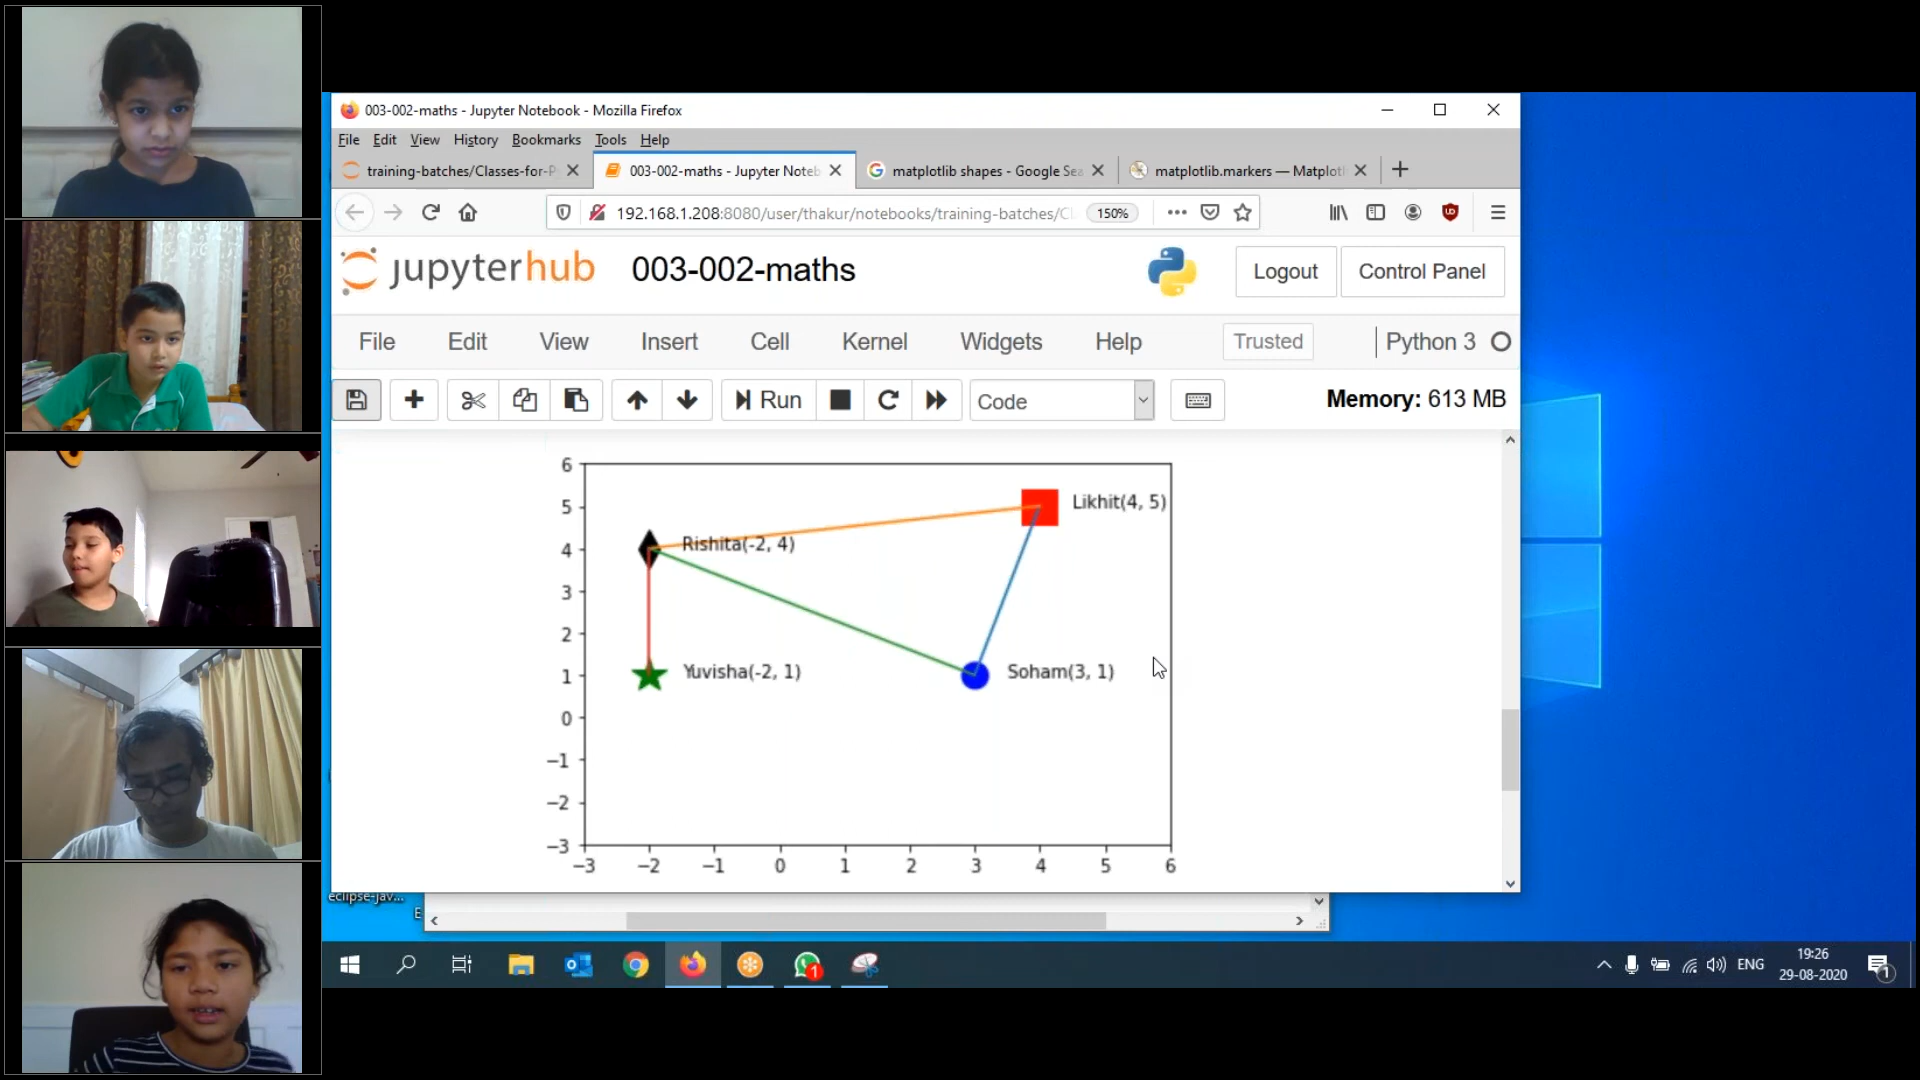 003-002-maths - Jupyter Notebook - Mozilla Firefox
File Edit View History Bookmarks Tools Help
training-batches/Classes-for-P
003-002-maths - Jupyter Noteb
matplotlib shapes - Google Sea
matplotlib.markers — Matplotl
192.168.1.208:8080/user/thakur/notebooks/training-batches/C
150%
jupyterhub 003-002-maths
Logout Control Panel
File Edit View Insert Cell Kernel Widgets Help Trusted Python 3
Run Code Memory: 613 MB
6
5
4
3
2
1
0
−1
−2
−3
Likhit(4, 5)
Rishita(-2, 4)
Yuvisha(-2, 1)
Soham(3, 1)
−3 −2 −1 0 1 2 3 4 5 6
eclipse-jav...
E
1
ENG
19:26
29-08-2020
1